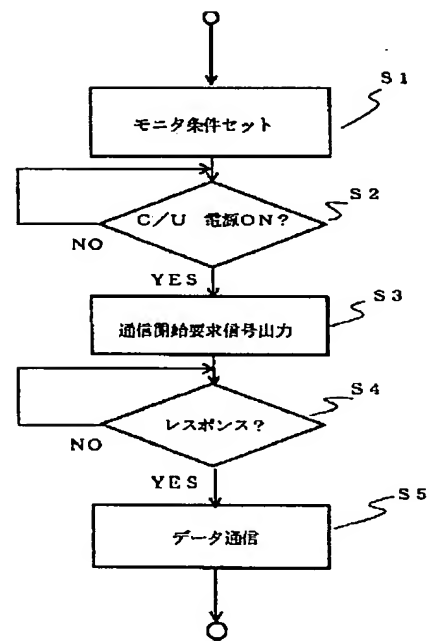 S1
モニタ条件セット
S2
C/U 電源ON?
NO
YES
S3
通信開始要求信号出力
S4
レスポンス?
NO
YES
S5
データ通信